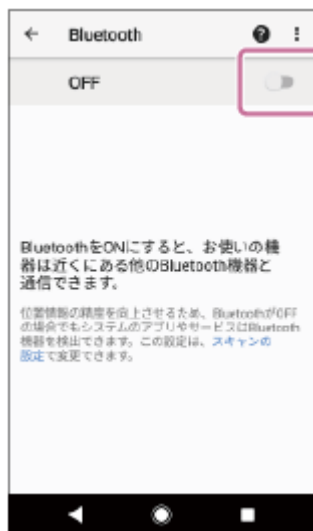 Bluetooth
OFF
BluetoothをONにすると、お使いの機
器は近くにある他のBluetooth機器と
通信できます。
位置情報の精度を向上させるため、BluetoothがOFF
の場合でもシステムのアプリやサービスはBluetooth
機器を検出できます。この設定は、スキャンの
設定で変更できます。